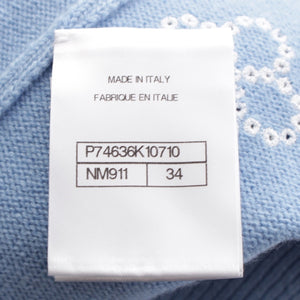 MADE IN ITALY
FABRIQUE EN ITALIE
P74636K10710
NM911 34